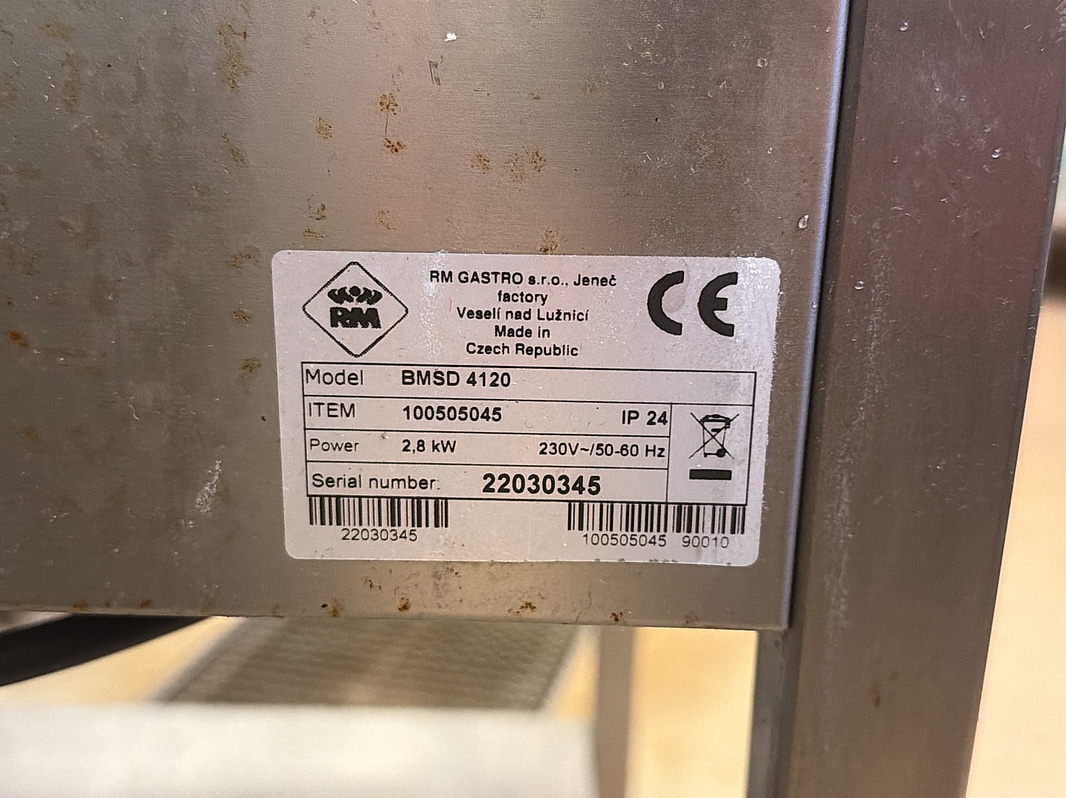 RM
RM GASTRO s.r.o., Jeneč
factory
Veselí nad Lužnicí
Made in
Czech Republic
CE
Model BMSD 4120
ITEM 100505045 IP 24
Power 2,8 kW 230V~/50-60 Hz
Serial number: 22030345
22030345 100505045 90010